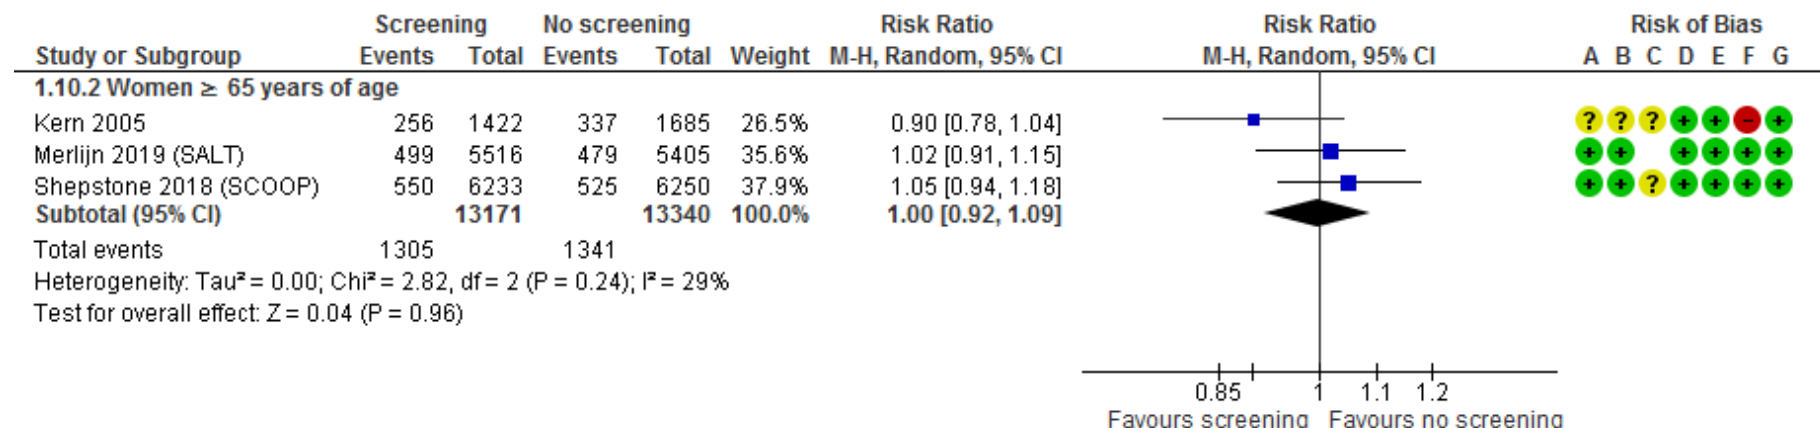 Screening No screening Risk Ratio Risk Ratio Risk of Bias
Study or Subgroup Events Total Events Total Weight M-H, Random, 95% CI M-H, Random, 95% CI A B C D E F G
1.10.2 Women ≥ 65 years of age
Kern 2005 256 1422 337 1685 26.5% 0.90 [0.78, 1.04] ? ? ? + + - +
Merlijn 2019 (SALT) 499 5516 479 5405 35.6% 1.02 [0.91, 1.15] + + + + + +
Shepstone 2018 (SCOOP) 550 6233 525 6250 37.9% 1.05 [0.94, 1.18] + + ? + + + +
Subtotal (95% CI) 13171 13340 100.0% 1.00 [0.92, 1.09]
Total events 1305 1341
Heterogeneity: Tau² = 0.00; Chi² = 2.82, df = 2 (P = 0.24); I² = 29%
Test for overall effect: Z = 0.04 (P = 0.96)
0.85 1 1.1 1.2
Favours screening Favours no screening